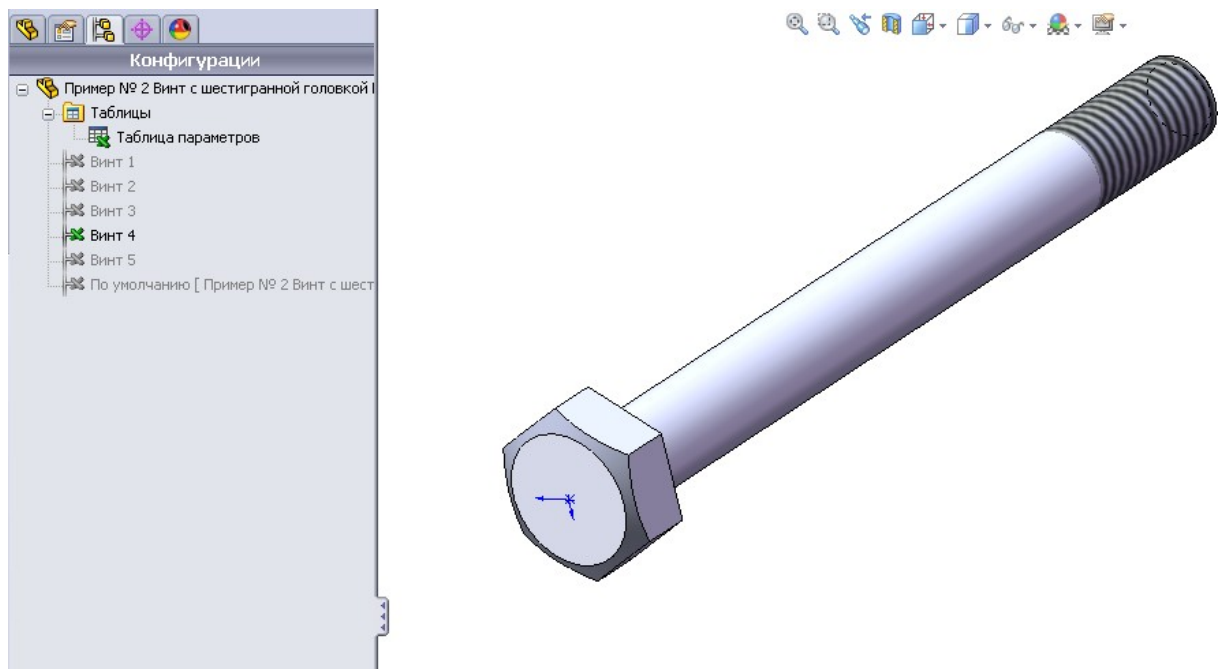 Конфигурации
Пример № 2 Винт с шестигранной головкой
Таблицы
Таблица параметров
Винт 1
Винт 2
Винт 3
Винт 4
Винт 5
По умолчанию [ Пример № 2 Винт с шест